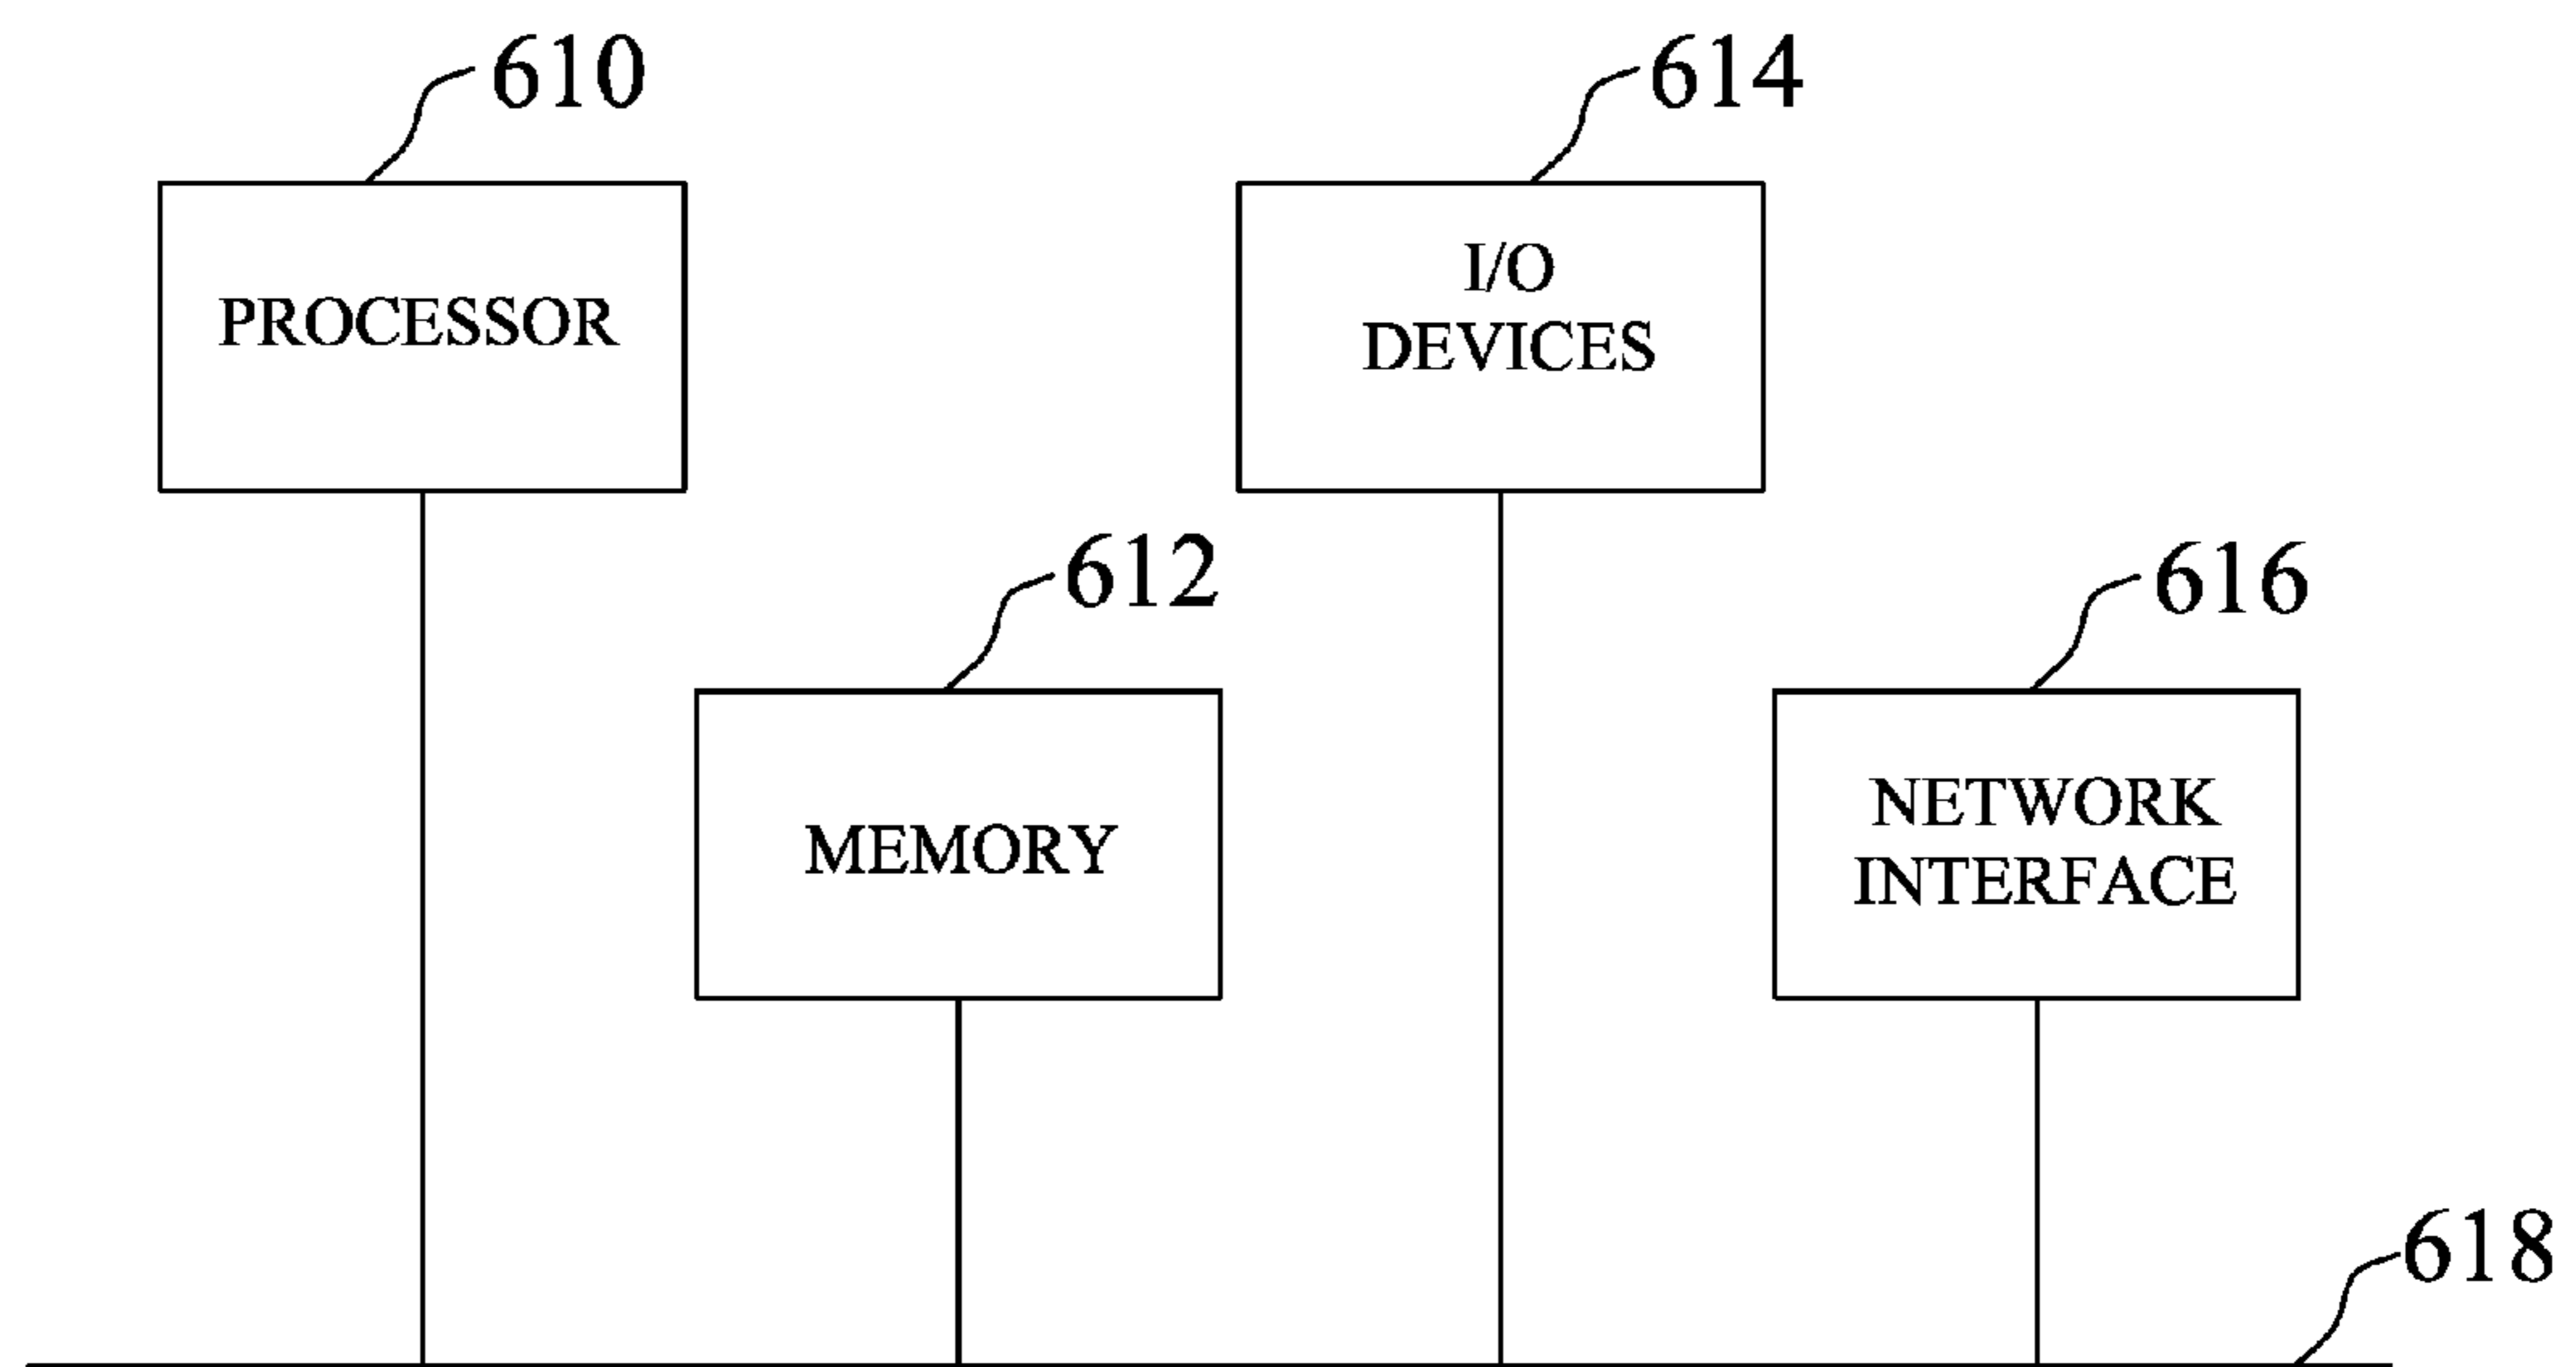 610
614
PROCESSOR
I/O
DEVICES
612
616
MEMORY
NETWORK
INTERFACE
618